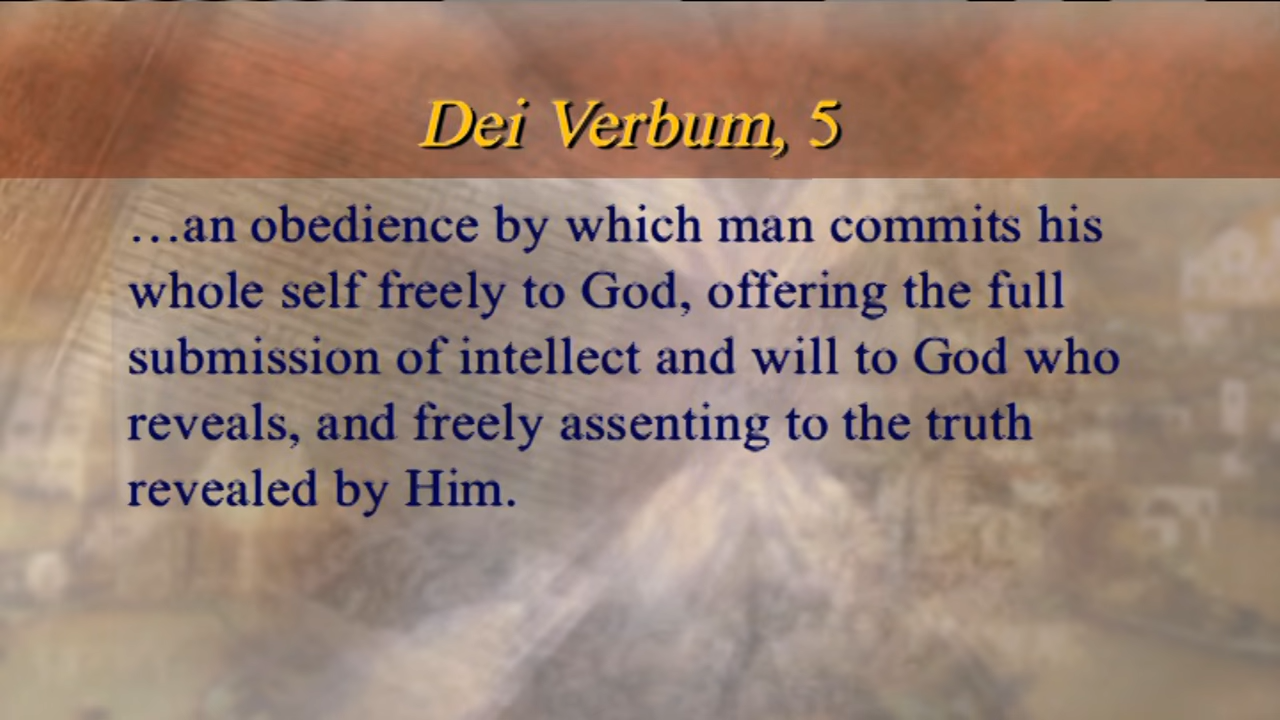 Dei Verbum, 5
…an obedience by which man commits his
whole self freely to God, offering the full
submission of intellect and will to God who
reveals, and freely assenting to the truth
revealed by Him.